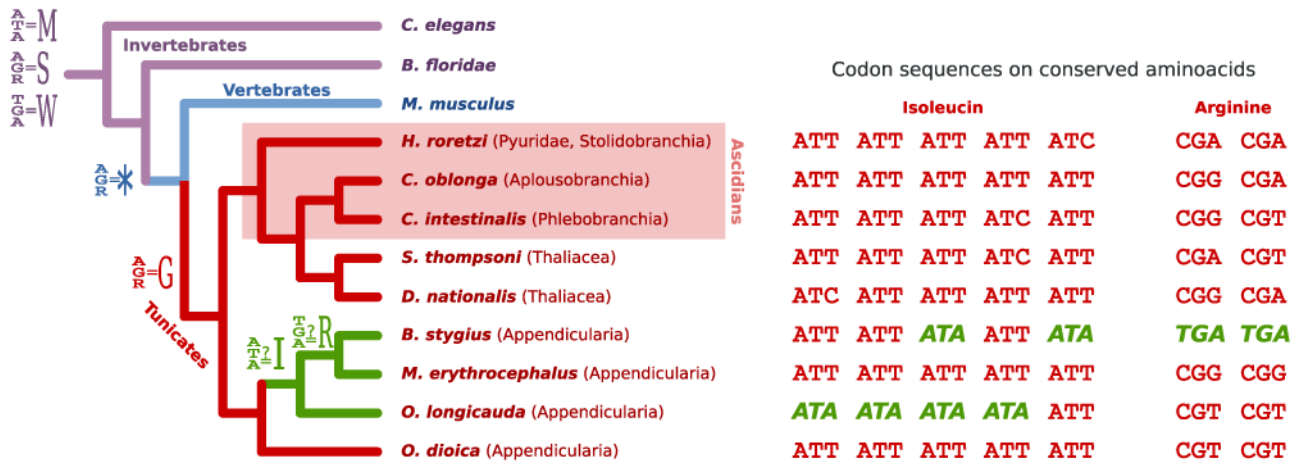 ATA=M
AGR=S
TGA=W
Invertebrates
Vertebrates
AGR=*
AGR=G
Tunicates
ATA?=I
TGA?=R
Ascidians
Codon sequences on conserved aminoacids
Isoleucin Arginine
C. elegans
B. floridae
M. musculus
H. roretzi (Pyuridae, Stolidobranchia) ATT ATT ATT ATT ATC CGA CGA
C. oblonga (Aplousobranchia) ATT ATT ATT ATT ATT CGG CGA
C. intestinalis (Phlebobranchia) ATT ATT ATT ATC ATT CGG CGT
S. thompsoni (Thaliacea) ATT ATT ATT ATC ATT CGA CGT
D. nationalis (Thaliacea) ATC ATT ATT ATT ATT CGG CGA
B. stygius (Appendicularia) ATT ATT ATA ATT ATA TGA TGA
M. erythrocephalus (Appendicularia) ATT ATT ATT ATT ATT CGG CGG
O. longicauda (Appendicularia) ATA ATA ATA ATA ATT CGT CGT
O. dioica (Appendicularia) ATT ATT ATT ATT ATT CGT CGT